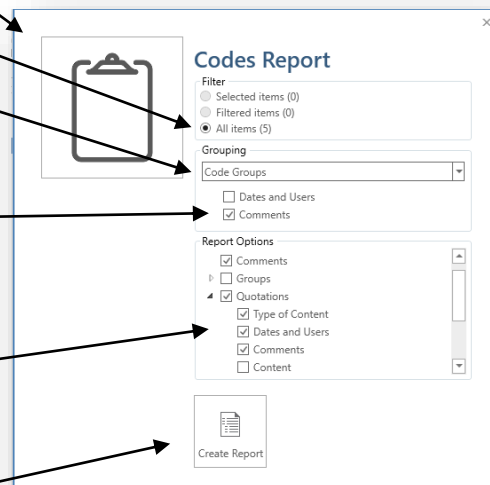 Codes Report
Filter
Selected items (0)
Filtered items (0)
All items (5)
Grouping
Code Groups
Dates and Users
Comments
Report Options
Comments
Groups
Quotations
Type of Content
Dates and Users
Comments
Content
Create Report